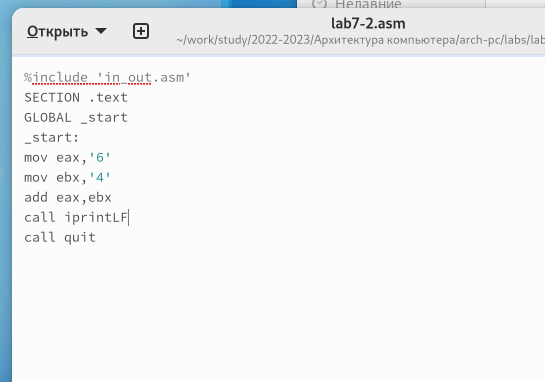 Недавние
Открыть
lab7-2.asm
~/work/study/2022-2023/Архитектура компьютера/arch-pc/labs/lab
%include 'in_out.asm'
SECTION .text
GLOBAL _start
_start:
mov eax,'6'
mov ebx,'4'
add eax,ebx
call iprintLF
call quit